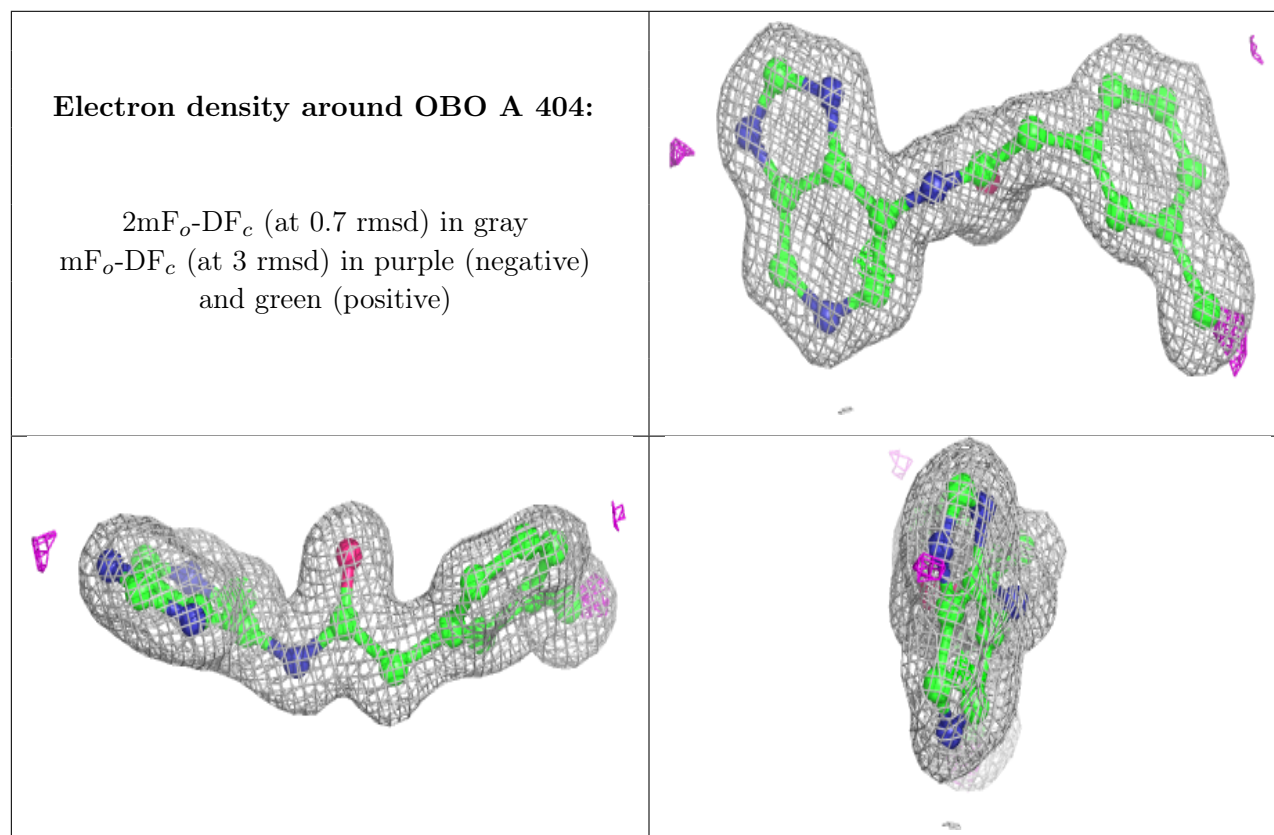 Electron density around OBO A 404:
2mFo-DFc (at 0.7 rmsd) in gray
mFo-DFc (at 3 rmsd) in purple (negative)
and green (positive)